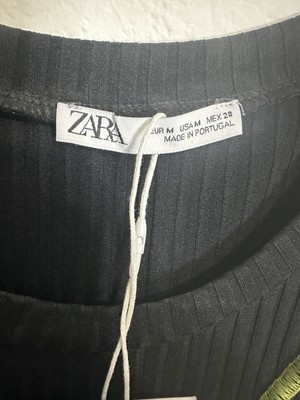 ZARA
EUR M USA M MEX 28
MADE IN PORTUGAL